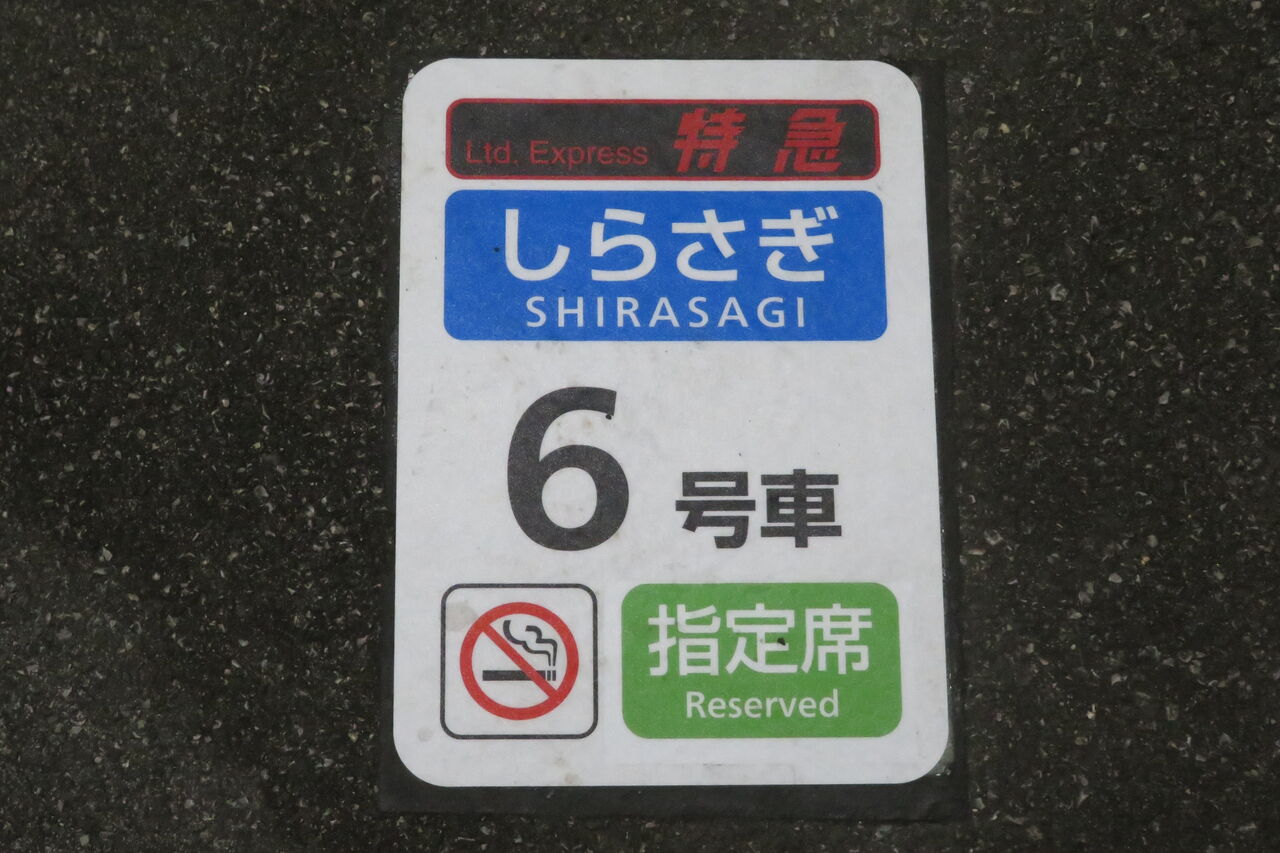 Ltd. Express 特急
しらさぎ
SHIRASAGI
6号車
指定席
Reserved